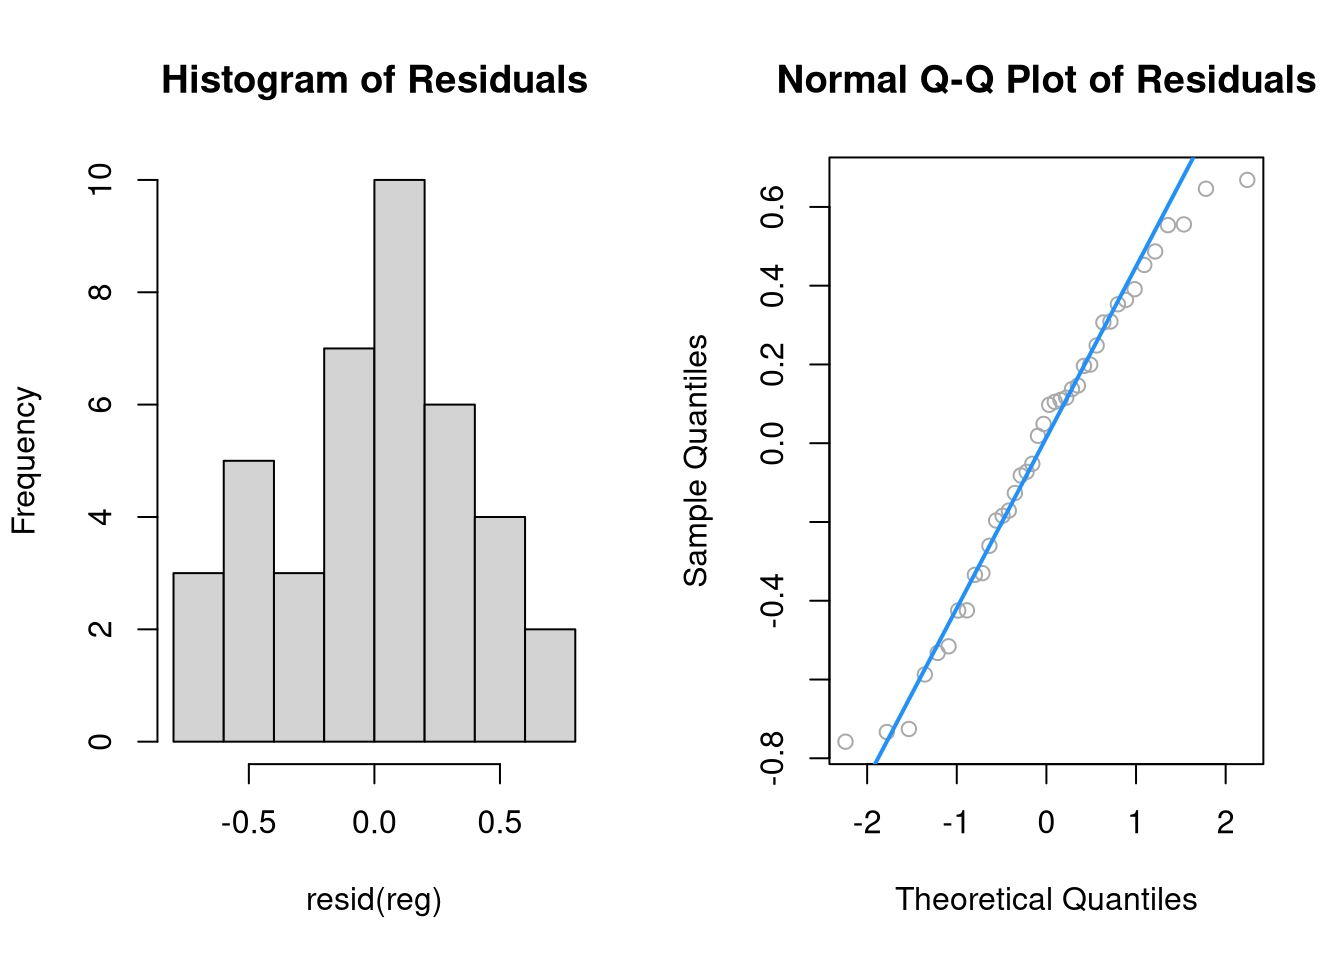 Histogram of Residuals
Frequency
0 2 4 6 8 10
-0.5 0.0 0.5
resid(reg)
Normal Q-Q Plot of Residuals
Sample Quantiles
-0.8 -0.4 0.0 0.2 0.4 0.6
-2 -1 0 1 2
Theoretical Quantiles